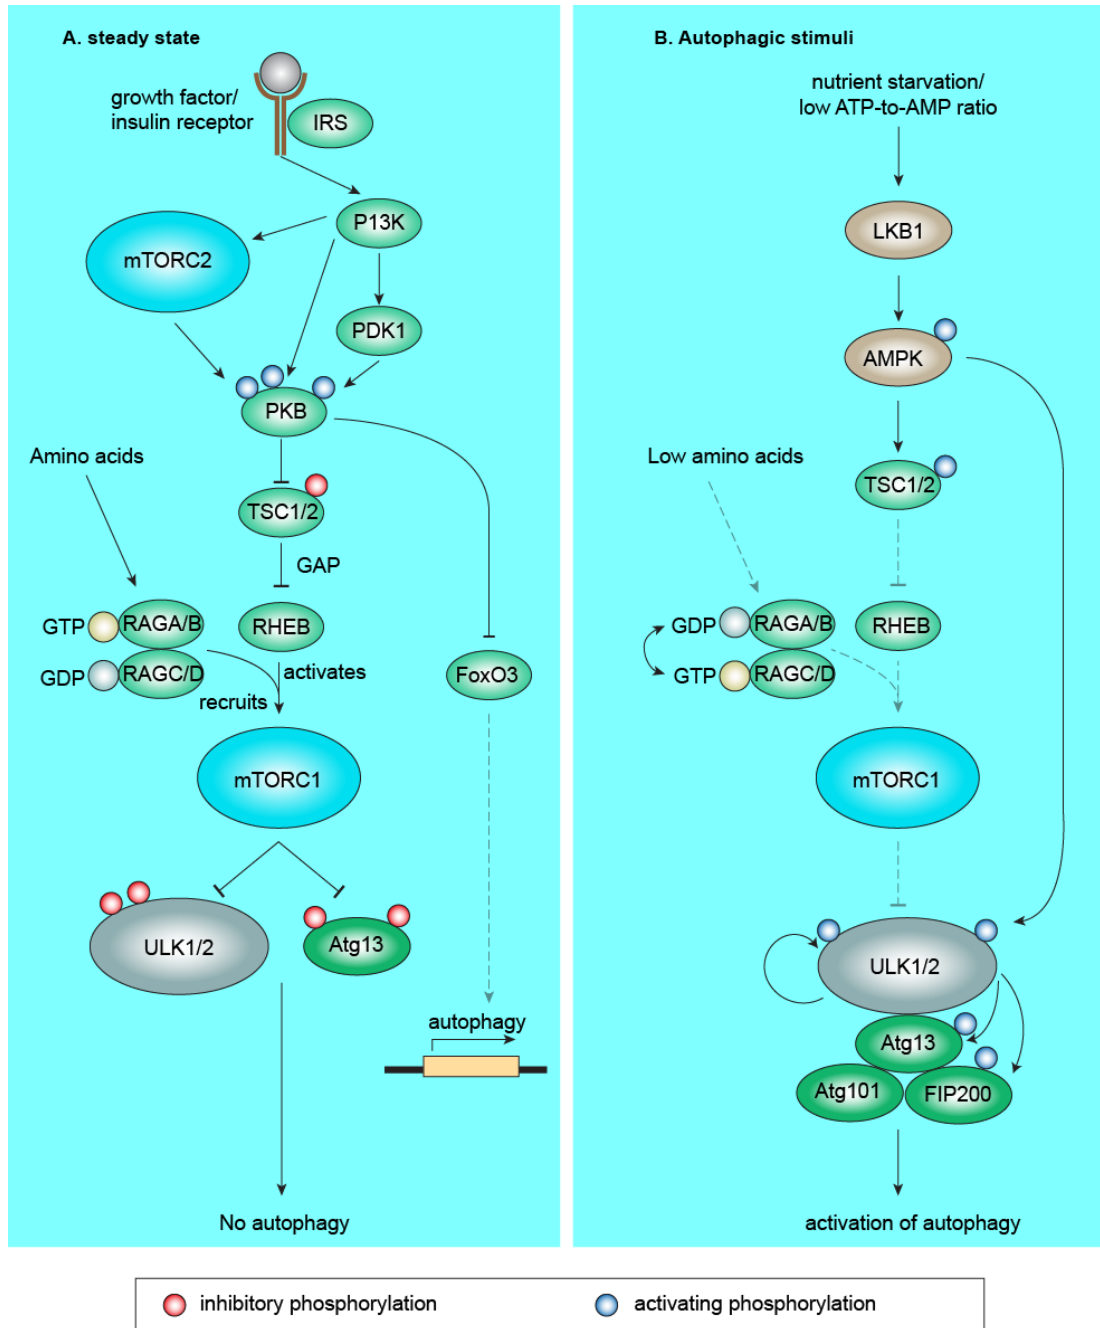 A. steady state
growth factor/
insulin receptor
IRS
P13K
mTORC2
PDK1
PKB
Amino acids
TSC1/2
GAP
GTP
RAGA/B
RHEB
GDP
RAGC/D
activates
FoxO3
recruits
mTORC1
ULK1/2
Atg13
autophagy
No autophagy
B. Autophagic stimuli
nutrient starvation/
low ATP-to-AMP ratio
LKB1
AMPK
Low amino acids
TSC1/2
GDP
RAGA/B
RHEB
GTP
RAGC/D
mTORC1
ULK1/2
Atg13
Atg101
FIP200
activation of autophagy
inhibitory phosphorylation
activating phosphorylation